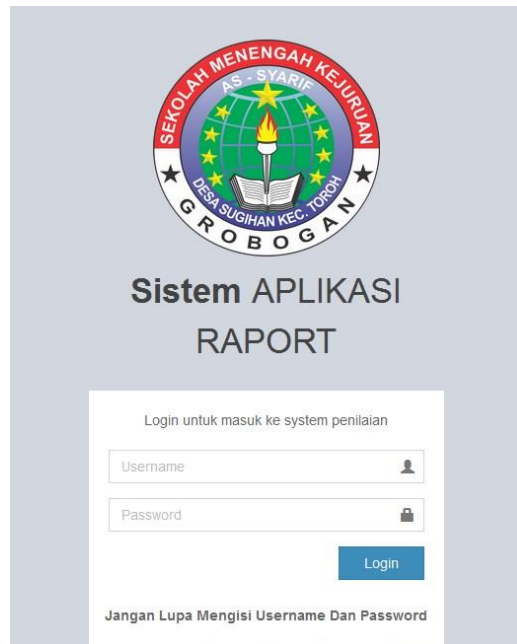 SEKOLAH MENENGAH KEJURUAN
AS - SYARIF
DESA SUGIHAN KEC. TOROH
GROBOGAN
Sistem APLIKASI
RAPORT
Login untuk masuk ke system penilaian
Username
Password
Login
Jangan Lupa Mengisi Username Dan Password